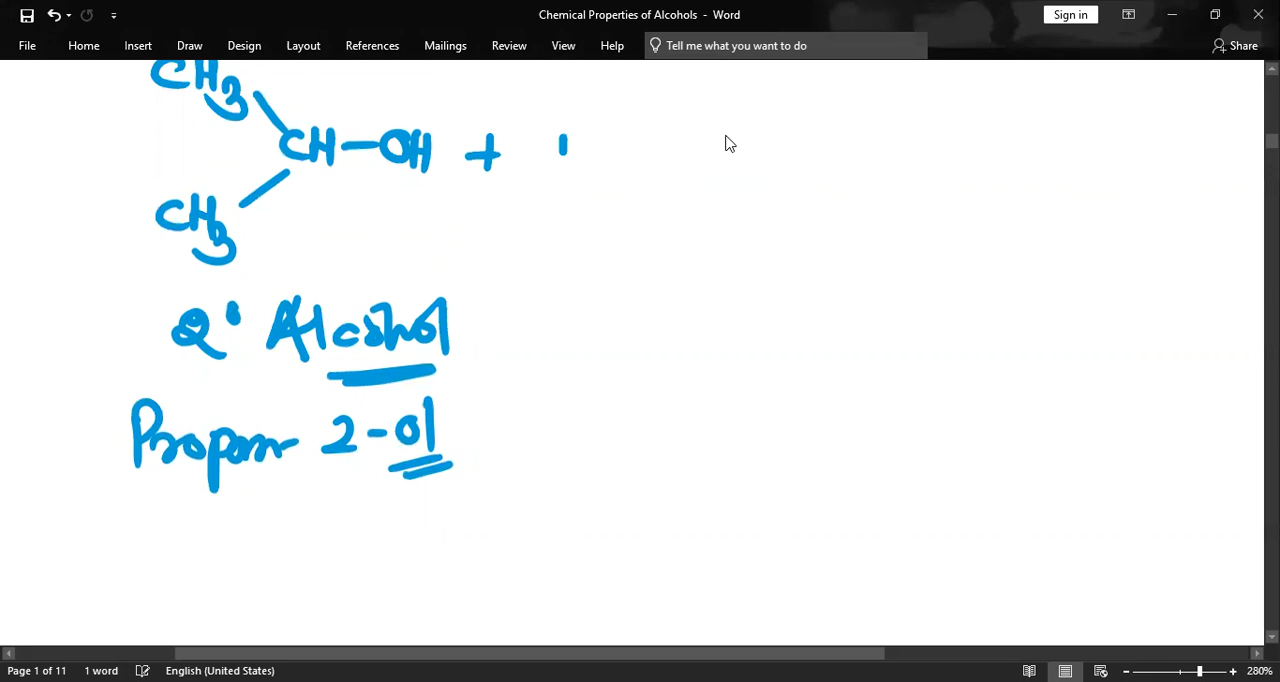 Chemical Properties of Alcohols - Word
Sign in
File Home Insert Draw Design Layout References Mailings Review View Help Tell me what you want to do Share
CH3
CH-OH +
CH3
2° Alcohol
Propan 2-ol
Page 1 of 11 1 word English (United States) 280%